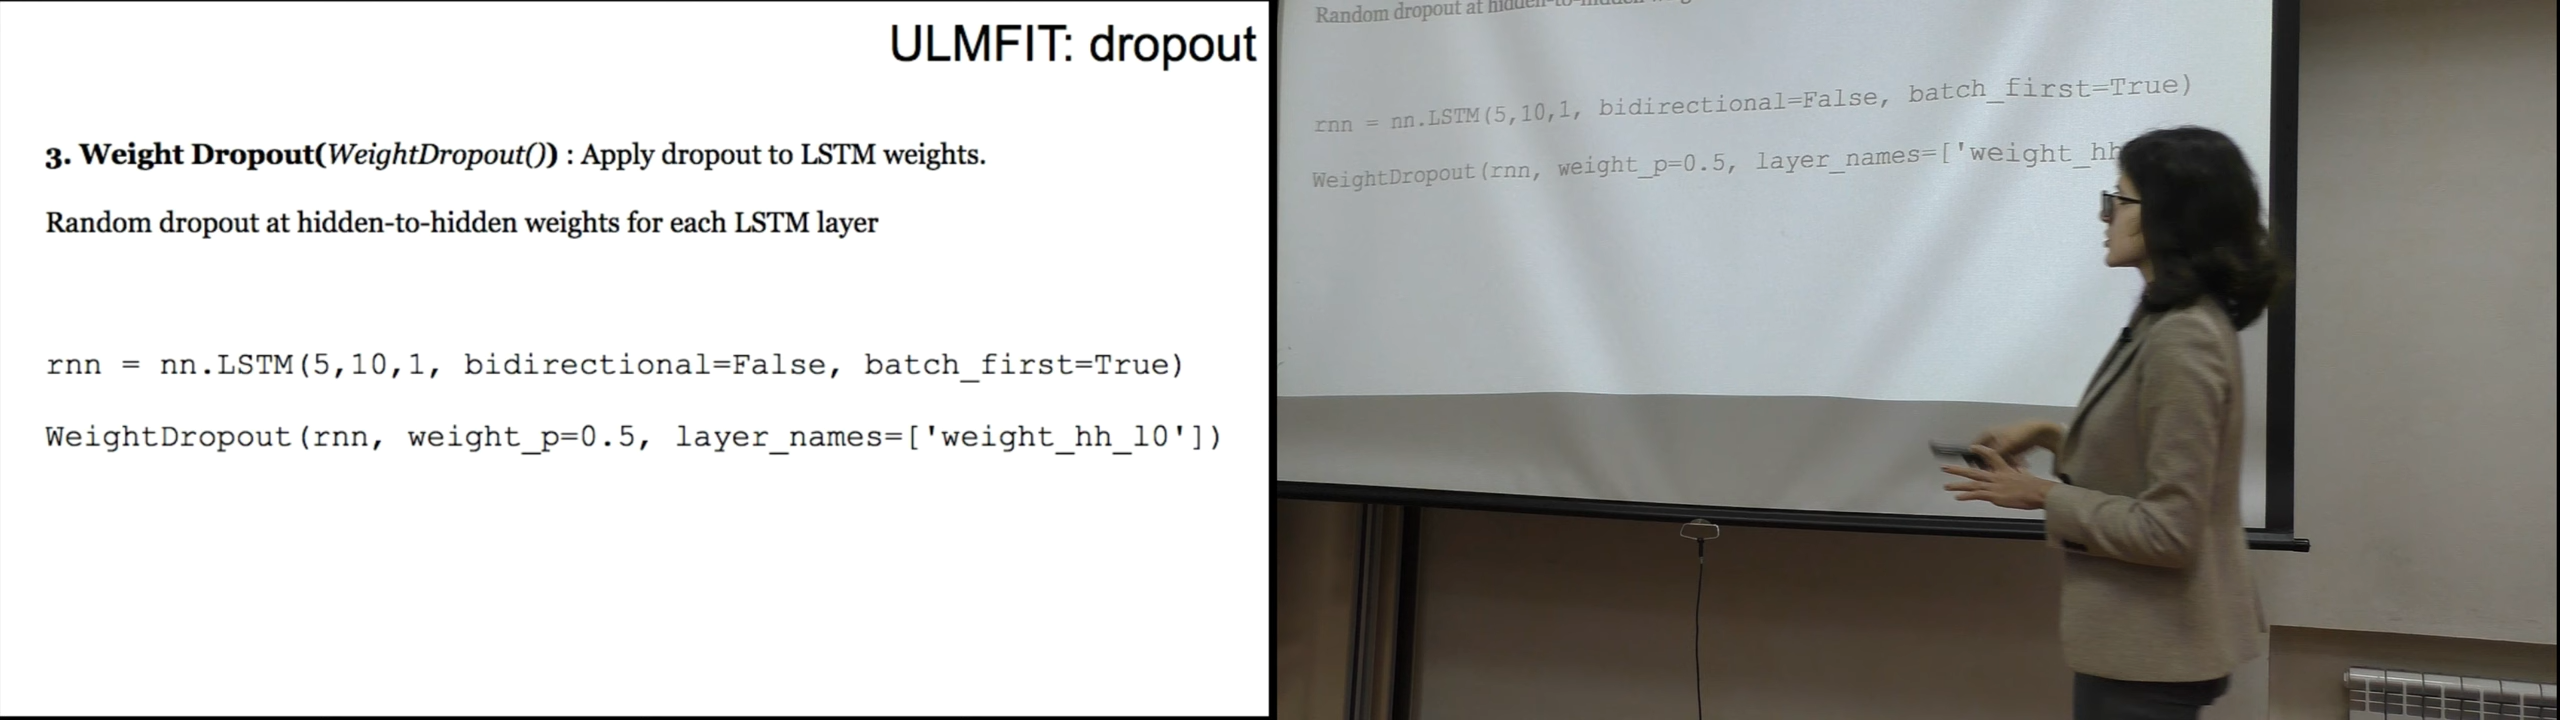 ULMFIT: dropout
3. Weight Dropout(WeightDropout()) : Apply dropout to LSTM weights.
Random dropout at hidden-to-hidden weights for each LSTM layer
rnn = nn.LSTM(5,10,1, bidirectional=False, batch_first=True)
WeightDropout(rnn, weight_p=0.5, layer_names=['weight_hh_l0'])
Random dropout at hidden-to-hidden
rnn = nn.LSTM(5,10,1, bidirectional=False, batch_first=True)
WeightDropout(rnn, weight_p=0.5, layer_names=['weight_hh